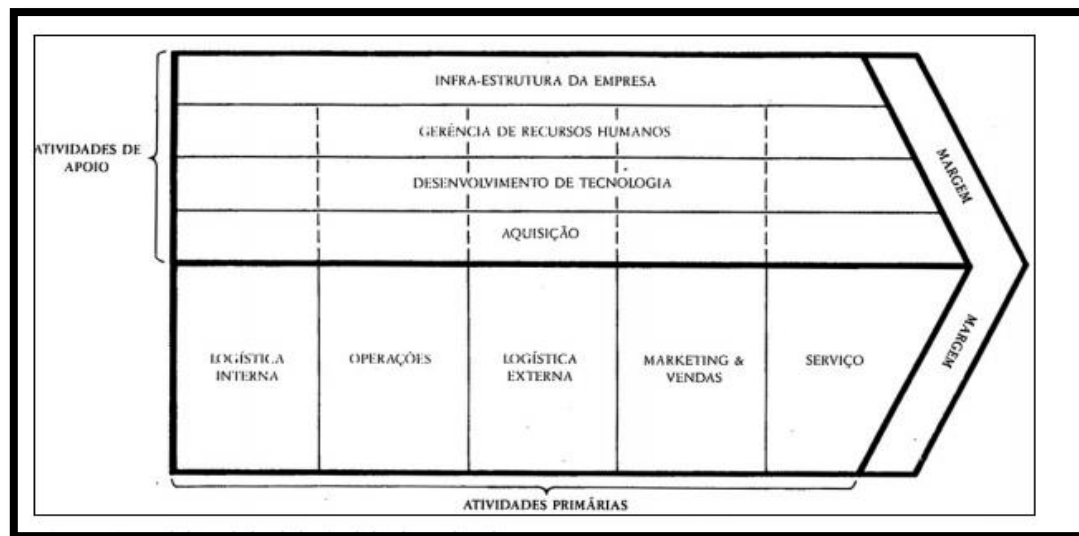 INFRA-ESTRUTURA DA EMPRESA
GERÊNCIA DE RECURSOS HUMANOS
ATIVIDADES DE
APOIO
DESENVOLVIMENTO DE TECNOLOGIA
AQUISIÇÃO
MARGEM
LOGÍSTICA
INTERNA
OPERAÇÕES
LOGÍSTICA
EXTERNA
MARKETING &
VENDAS
SERVIÇO
MARGEM
ATIVIDADES PRIMÁRIAS